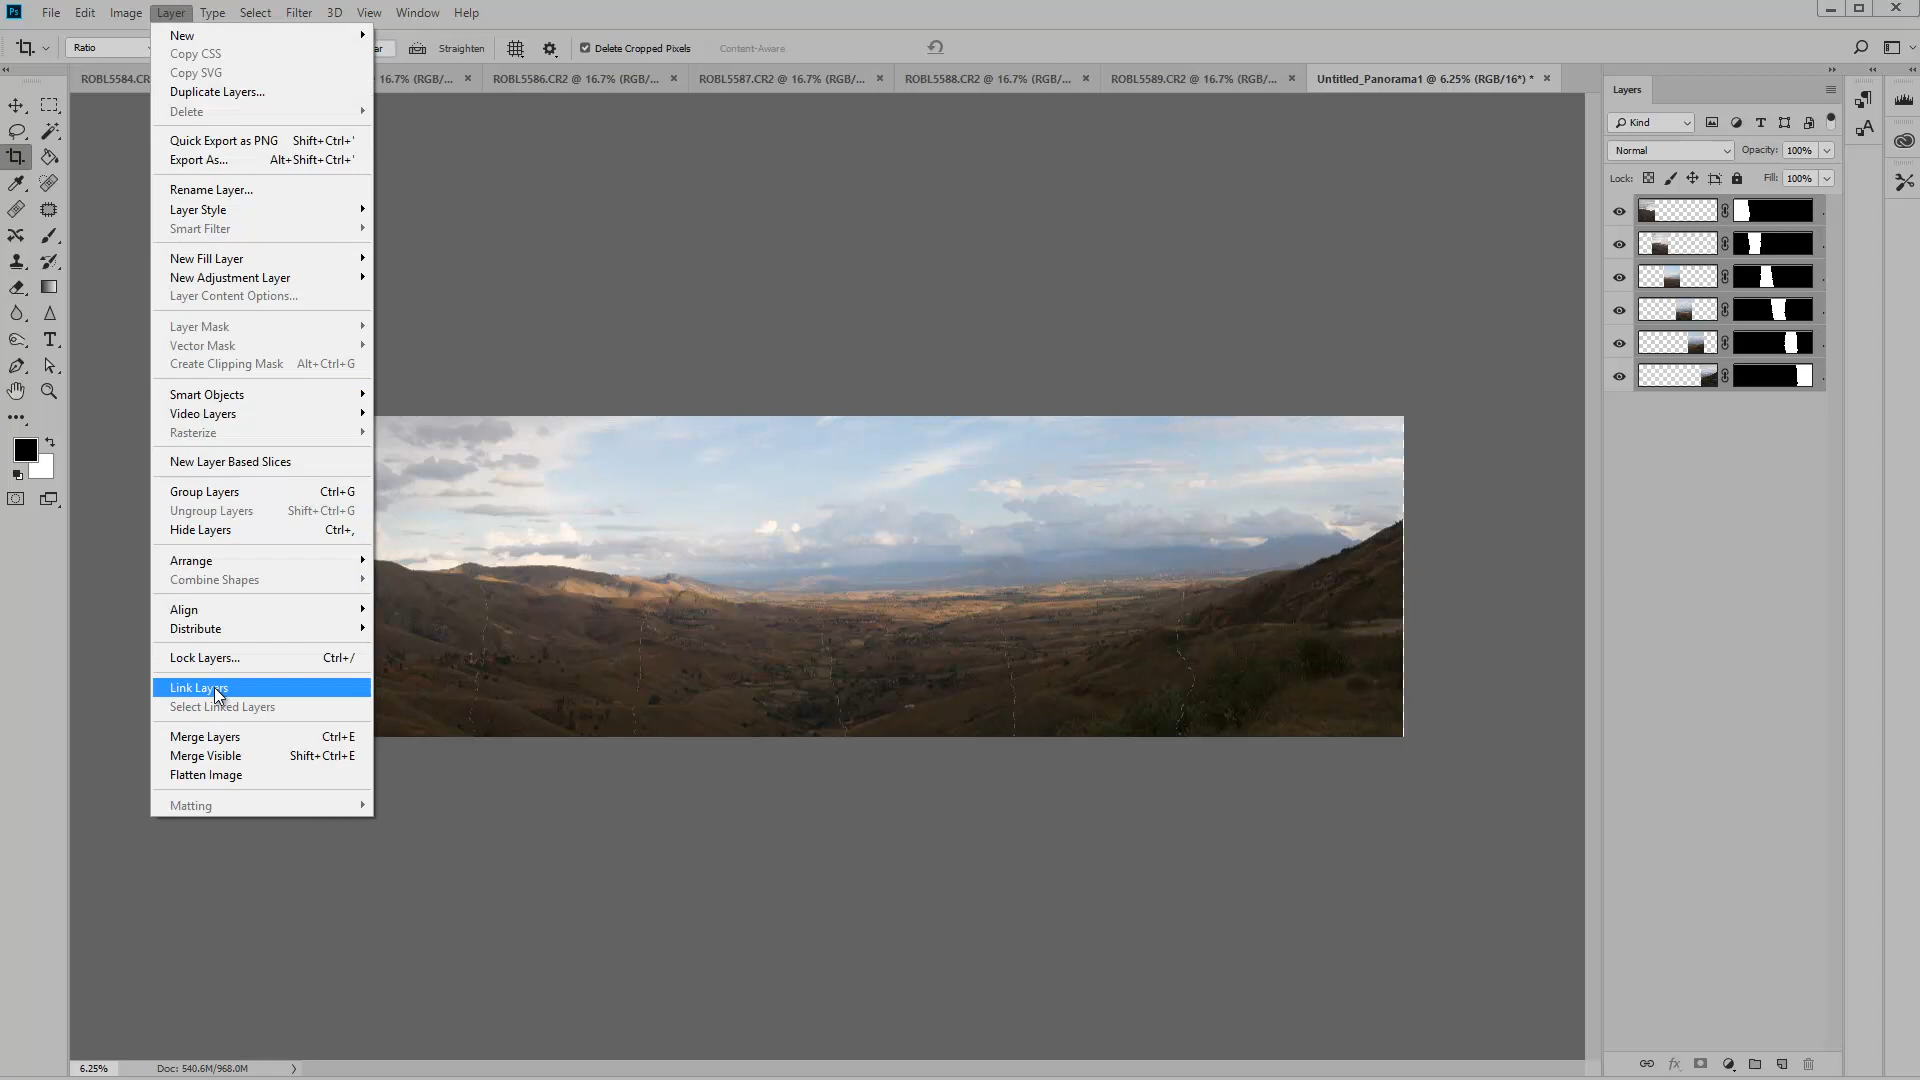 Ps File Edit Image Layer Type Select Filter 3D View Window Help
Ratio ar Straighten Delete Cropped Pixels Content-Aware
ROBL5584.CR 16.7% (RGB/... × ROBL5586.CR2 @ 16.7% (RGB/... × ROBL5587.CR2 @ 16.7% (RGB/... × ROBL5588.CR2 @ 16.7% (RGB/... × ROBL5589.CR2 @ 16.7% (RGB/... × Untitled_Panorama1 @ 6.25% (RGB/16*) * ×
New
Copy CSS
Copy SVG
Duplicate Layers...
Delete
Quick Export as PNG Shift+Ctrl+'
Export As... Alt+Shift+Ctrl+'
Rename Layer...
Layer Style
Smart Filter
New Fill Layer
New Adjustment Layer
Layer Content Options...
Layer Mask
Vector Mask
Create Clipping Mask Alt+Ctrl+G
Smart Objects
Video Layers
Rasterize
New Layer Based Slices
Group Layers Ctrl+G
Ungroup Layers Shift+Ctrl+G
Hide Layers Ctrl+,
Arrange
Combine Shapes
Align
Distribute
Lock Layers... Ctrl+/
Link Layers
Select Linked Layers
Merge Layers Ctrl+E
Merge Visible Shift+Ctrl+E
Flatten Image
Matting
Layers
Kind
Normal Opacity: 100%
Lock: Fill: 100%
6.25% Doc: 540.6M/968.0M